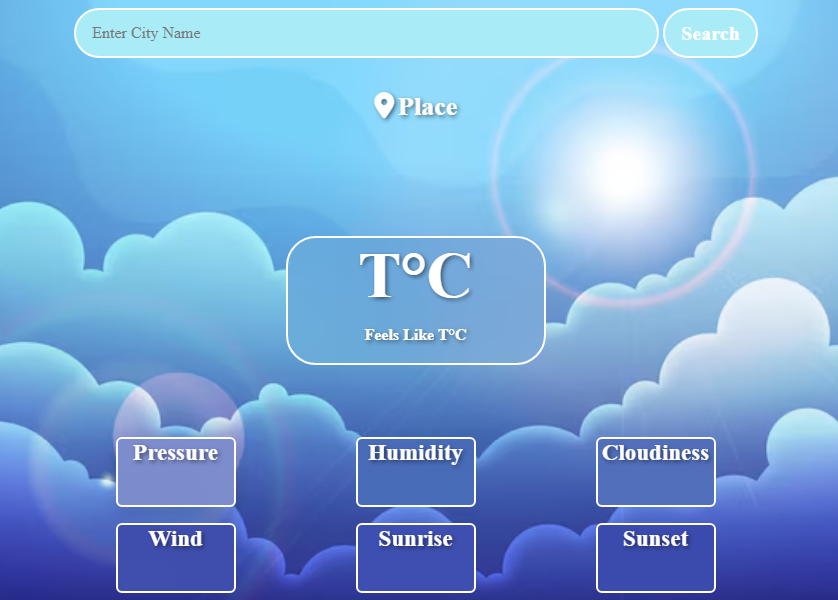 Enter City Name
Search
Place
T°C
Feels Like T°C
Pressure
Humidity
Cloudiness
Wind
Sunrise
Sunset